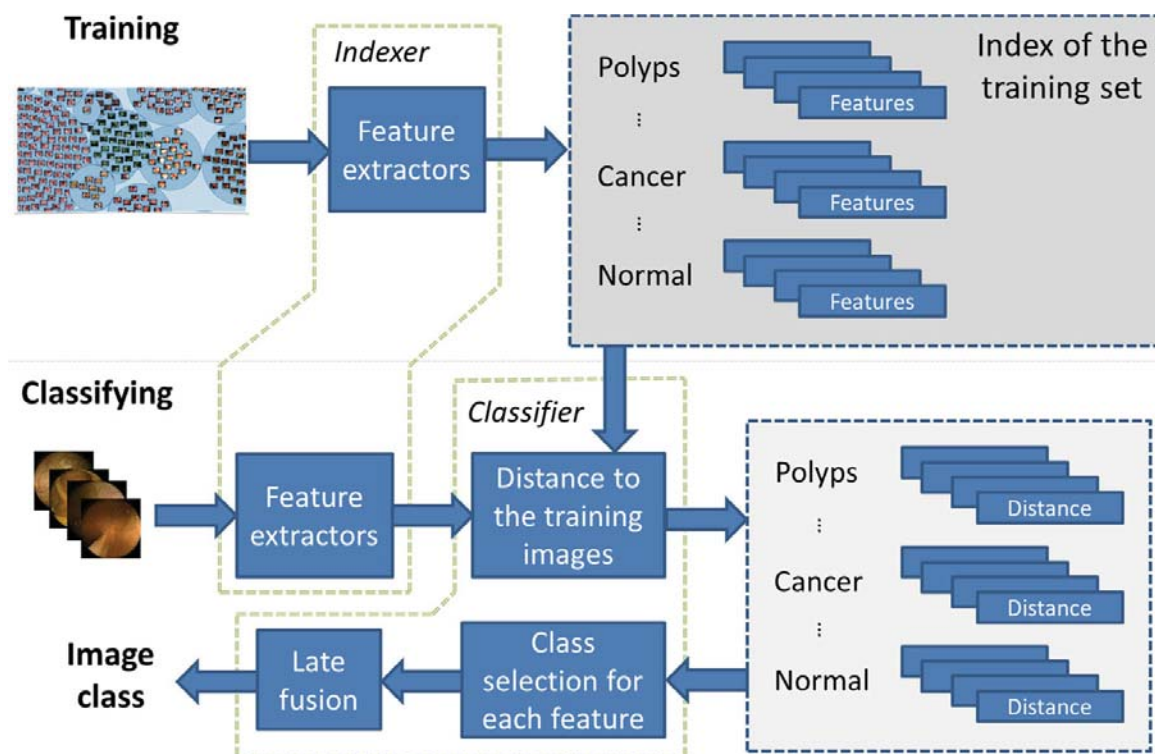 Training
Indexer
Feature
extractors
Index of the
training set
Polyps
...
Features
Cancer
...
Features
Normal
Features
Classifying
Classifier
Feature
extractors
Distance to
the training
images
Polyps
...
Distance
Cancer
...
Distance
Normal
Distance
Class
selection for
each feature
Late
fusion
Image
class